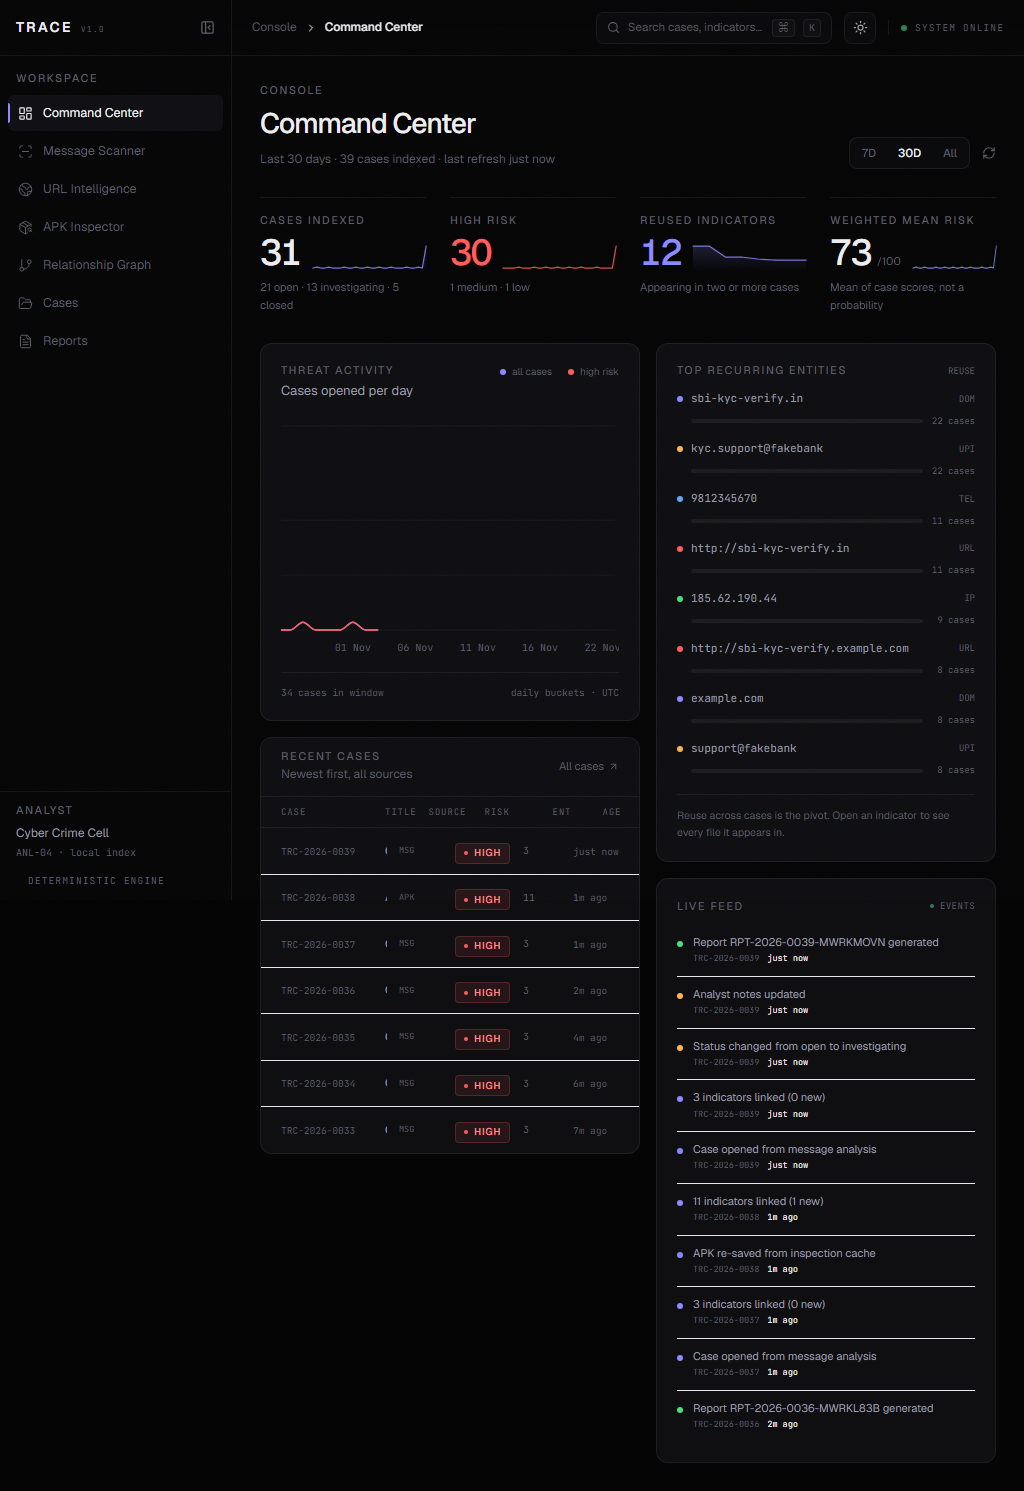 TRACE V1.0
Console > Command Center
Search cases, indicators... ⌘ K
SYSTEM ONLINE
WORKSPACE
Command Center
Message Scanner
URL Intelligence
APK Inspector
Relationship Graph
Cases
Reports
ANALYST
Cyber Crime Cell
ANL-04 · local index
DETERMINISTIC ENGINE
CONSOLE
Command Center
Last 30 days · 39 cases indexed · last refresh just now
7D 30D All
CASES INDEXED
31
21 open · 13 investigating · 5
closed
HIGH RISK
30
1 medium · 1 low
REUSED INDICATORS
12
Appearing in two or more cases
WEIGHTED MEAN RISK
73 /100
Mean of case scores, not a
probability
THREAT ACTIVITY
Cases opened per day
all cases high risk
01 Nov 06 Nov 11 Nov 16 Nov 22 Nov
34 cases in window daily buckets · UTC
TOP RECURRING ENTITIES REUSE
sbi-kyc-verify.in DOM
22 cases
kyc.support@fakebank UPI
22 cases
9812345670 TEL
11 cases
http://sbi-kyc-verify.in URL
11 cases
185.62.190.44 IP
9 cases
http://sbi-kyc-verify.example.com URL
8 cases
example.com DOM
8 cases
support@fakebank UPI
8 cases
Reuse across cases is the pivot. Open an indicator to see
every file it appears in.
RECENT CASES
Newest first, all sources
All cases
CASE TITLE SOURCE RISK ENT AGE
TRC-2026-0039 MSG HIGH 3 just now
TRC-2026-0038 APK HIGH 11 1m ago
TRC-2026-0037 MSG HIGH 3 1m ago
TRC-2026-0036 MSG HIGH 3 2m ago
TRC-2026-0035 MSG HIGH 3 4m ago
TRC-2026-0034 MSG HIGH 3 6m ago
TRC-2026-0033 MSG HIGH 3 7m ago
LIVE FEED EVENTS
Report RPT-2026-0039-MWRKMOVN generated
TRC-2026-0039 just now
Analyst notes updated
TRC-2026-0039 just now
Status changed from open to investigating
TRC-2026-0039 just now
3 indicators linked (0 new)
TRC-2026-0039 just now
Case opened from message analysis
TRC-2026-0039 just now
11 indicators linked (1 new)
TRC-2026-0038 1m ago
APK re-saved from inspection cache
TRC-2026-0038 1m ago
3 indicators linked (0 new)
TRC-2026-0037 1m ago
Case opened from message analysis
TRC-2026-0037 1m ago
Report RPT-2026-0036-MWRKL83B generated
TRC-2026-0036 2m ago